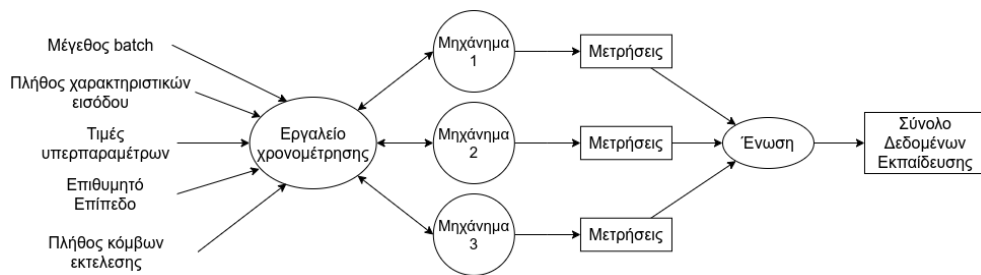 Μέγεθος batch
Πλήθος χαρακτηριστικών
εισόδου
Τιμές
υπερπαραμέτρων
Επιθυμητό
Επίπεδο
Πλήθος κόμβων
εκτελεσης
Εργαλείο
χρονομέτρησης
Μηχάνημα
1
Μηχάνημα
2
Μηχάνημα
3
Μετρήσεις
Μετρήσεις
Μετρήσεις
Ένωση
Σύνολο
Δεδομένων
Εκπαίδευσης